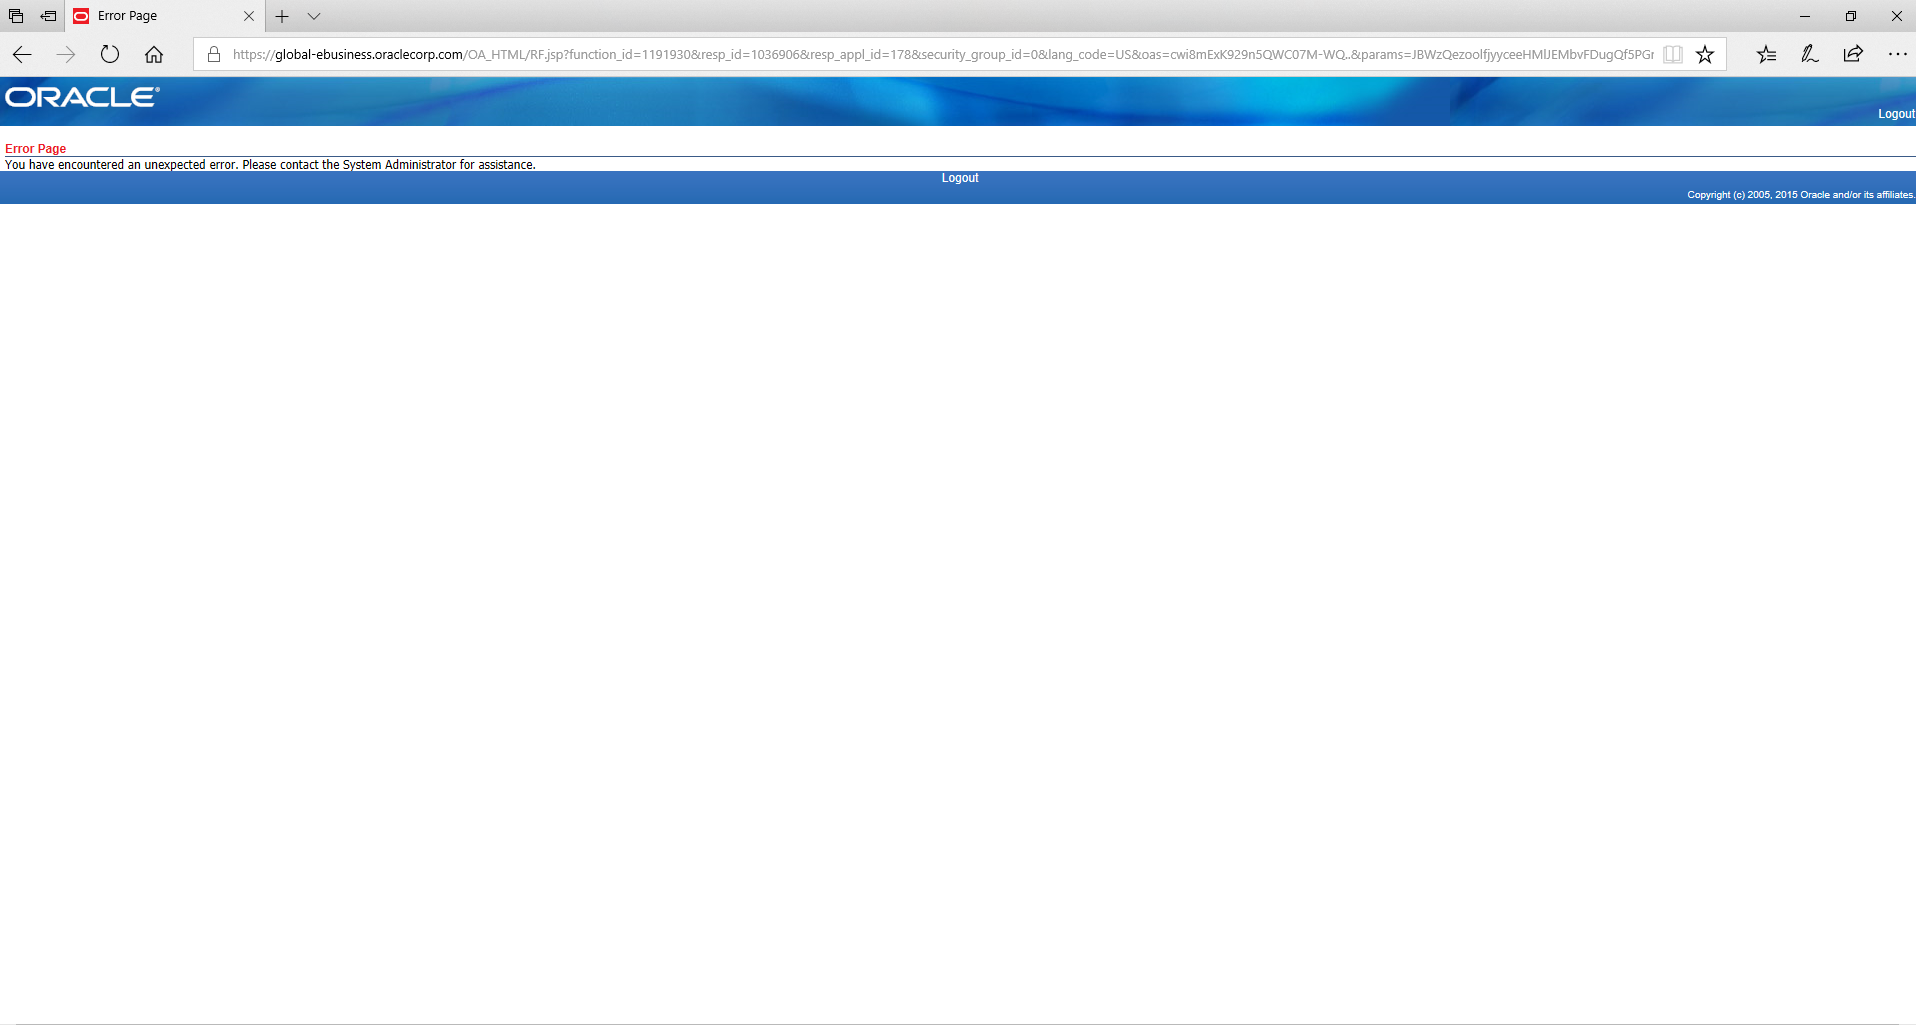 Error Page
https://global-ebusiness.oraclecorp.com/OA_HTML/RF.jsp?function_id=1191930&resp_id=1036906&resp_appl_id=178&security_group_id=0&lang_code=US&oas=cwi8mExK929n5QWC07M-WQ..&params=JBWzQezoolfjyyceeHMlJEMbvFDugQf5PGr
ORACLE®
Logout
Error Page
You have encountered an unexpected error. Please contact the System Administrator for assistance.
Logout
Copyright (c) 2005, 2015 Oracle and/or its affiliates.